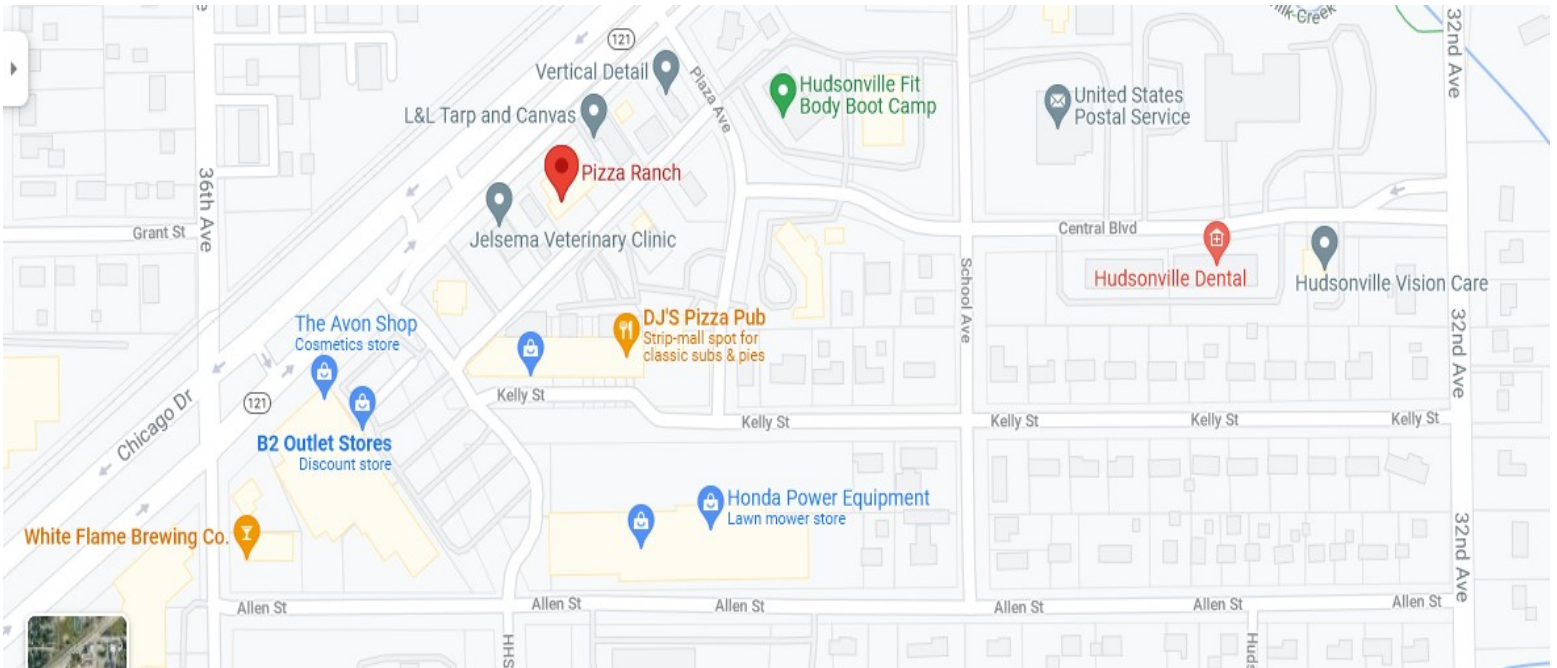 121
Vertical Detail
L&L Tarp and Canvas
Plaza Ave
Hudsonville Fit
Body Boot Camp
United States
Postal Service
32nd Ave
Pizza Ranch
36th Ave
Grant St
Jelsema Veterinary Clinic
Central Blvd
School Ave
Hudsonville Dental
Hudsonville Vision Care
The Avon Shop
Cosmetics store
DJ'S Pizza Pub
Strip-mall spot for
classic subs & pies
32nd Ave
Kelly St
Kelly St
Kelly St
Kelly St
Kelly St
121
Chicago Dr
B2 Outlet Stores
Discount store
Honda Power Equipment
Lawn mower store
White Flame Brewing Co.
32nd Ave
Allen St
Allen St
Allen St
Allen St
Allen St
Allen St
HHS
Huds